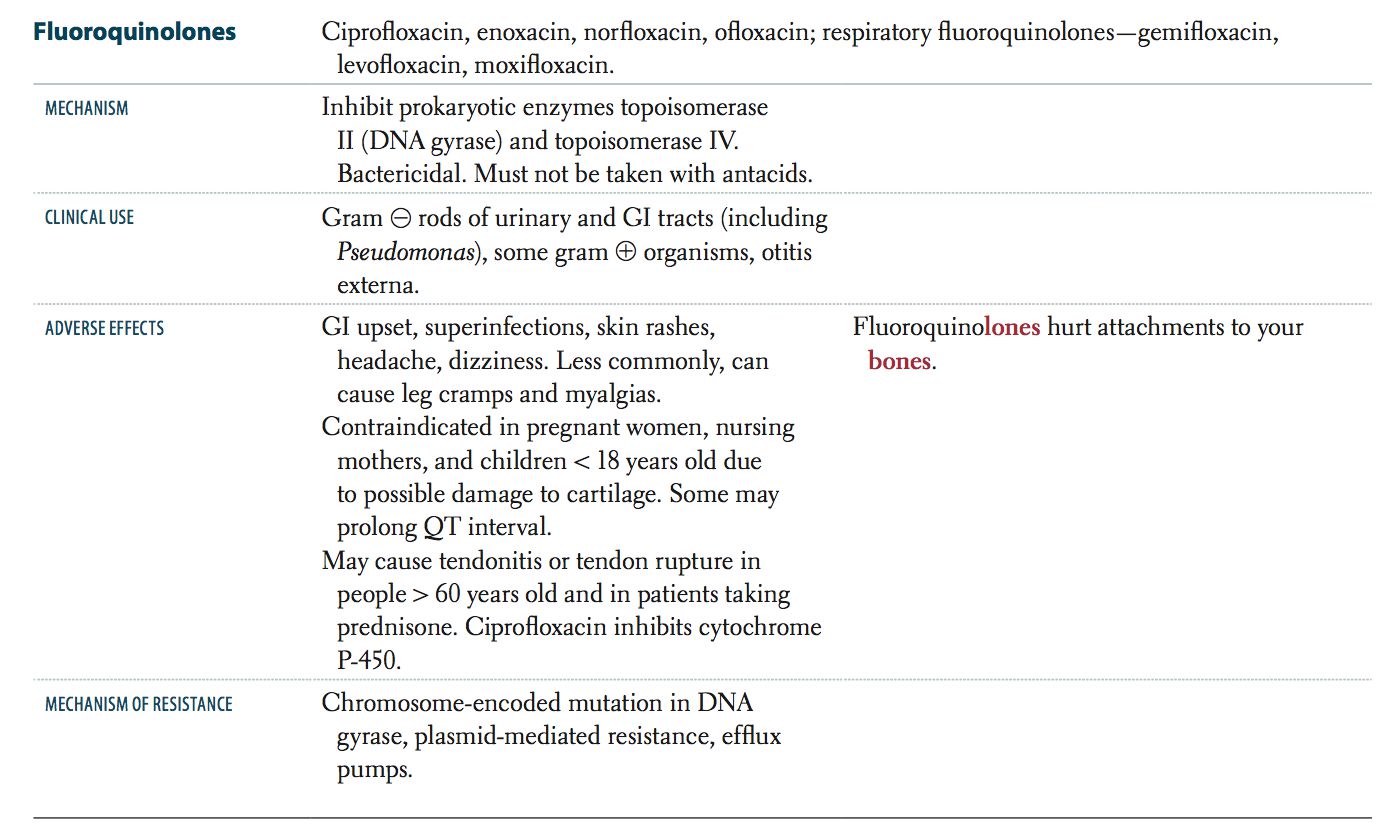 Fluoroquinolones
Ciprofloxacin, enoxacin, norfloxacin, ofloxacin; respiratory fluoroquinolones—gemifloxacin,
levofloxacin, moxifloxacin.
MECHANISM
Inhibit prokaryotic enzymes topoisomerase
II (DNA gyrase) and topoisomerase IV.
Bactericidal. Must not be taken with antacids.
CLINICAL USE
Gram ⊖ rods of urinary and GI tracts (including
Pseudomonas), some gram ⊕ organisms, otitis
externa.
ADVERSE EFFECTS
GI upset, superinfections, skin rashes,
headache, dizziness. Less commonly, can
cause leg cramps and myalgias.
Contraindicated in pregnant women, nursing
mothers, and children < 18 years old due
to possible damage to cartilage. Some may
prolong QT interval.
May cause tendonitis or tendon rupture in
people > 60 years old and in patients taking
prednisone. Ciprofloxacin inhibits cytochrome
P-450.
Fluoroquinolones hurt attachments to your
bones.
MECHANISM OF RESISTANCE
Chromosome-encoded mutation in DNA
gyrase, plasmid-mediated resistance, efflux
pumps.